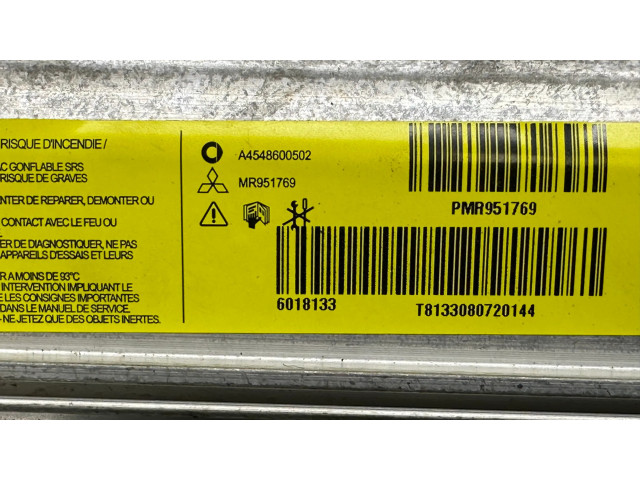 RISQUE D'INCENDIE /
AC GONFLABLE SRS
RISQUE DE GRAVES
NTER DE REPARER, DEMONTER OU
CONTACT AVEC LE FEU OU
ER DE DIAGNOSTIQUER, NE PAS
APPAREILS D'ESSAIS ET LEURS
R A MOINS DE 93°C
INTERVENTION IMPLIQUANT LE
E LES CONSIGNES IMPORTANTES
DANS LE MANUEL DE SERVICE.
- NE JETEZ QUE DES OBJETS INERTES.
A4548600502
MR951769
PMR951769
6018133
T8133080720144